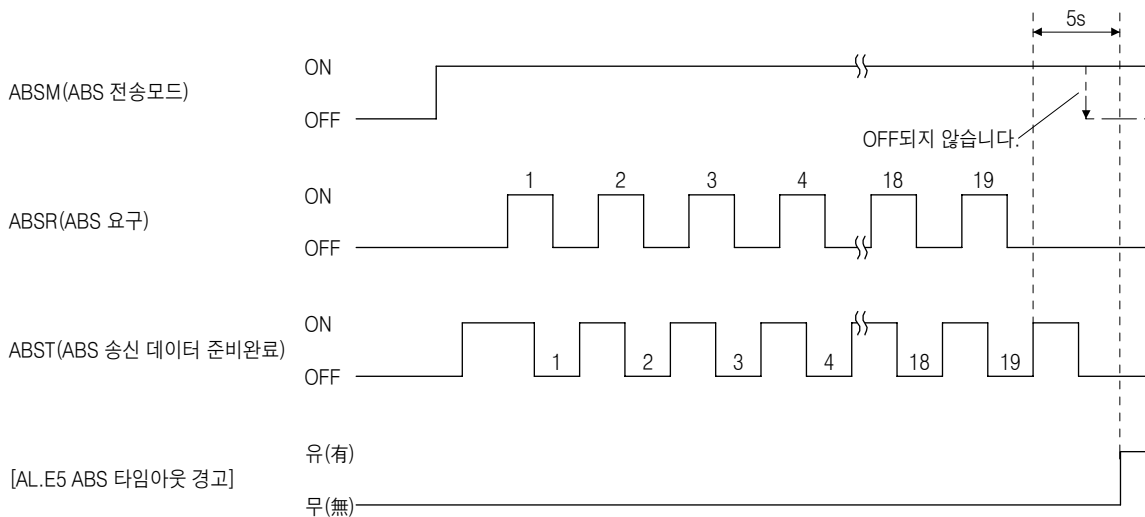 5s
ON
ABSM(ABS 전송모드)
OFF
OFF되지 않습니다.
1 2 3 4 18 19
ON
ABSR(ABS 요구)
OFF
ON
ABST(ABS 송신 데이터 준비완료)
1 2 3 4 18 19
OFF
유(有)
[AL.E5 ABS 타임아웃 경고]
무(無)